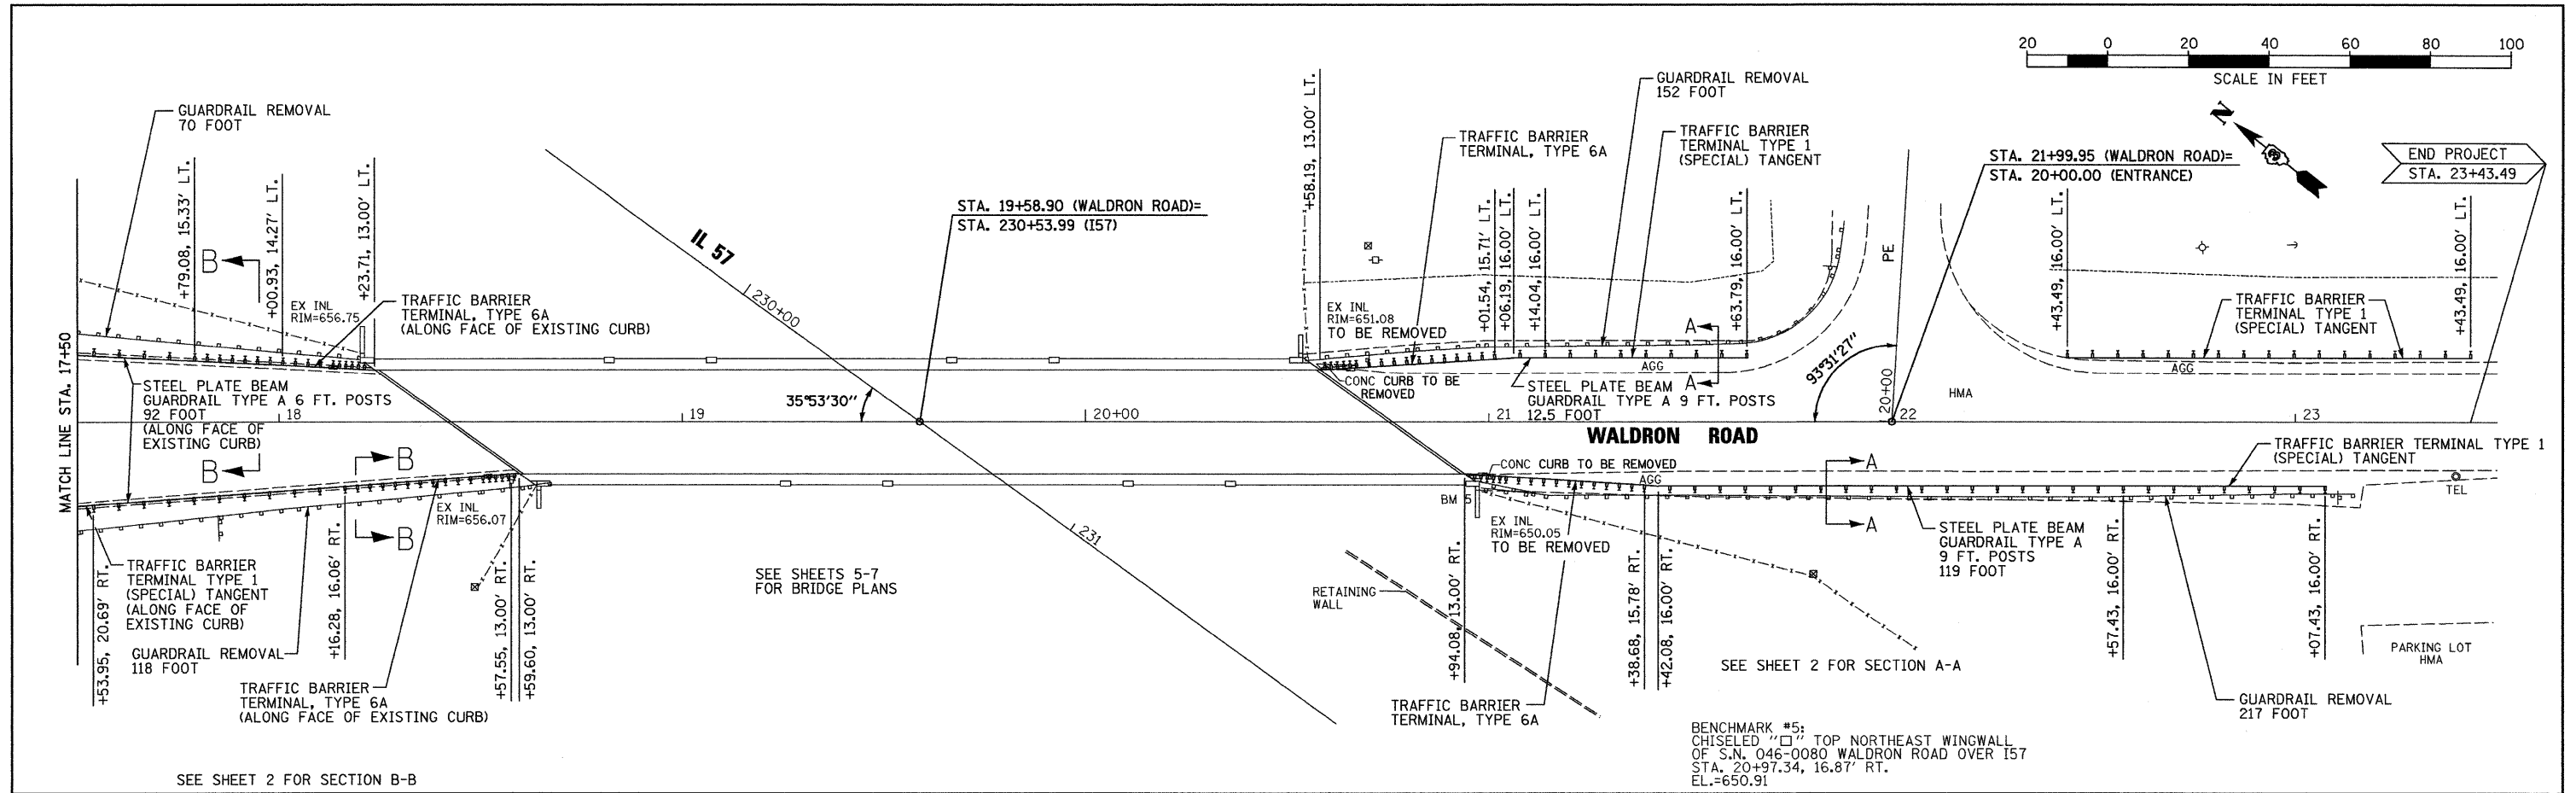 20 0 20 40 60 80 100
SCALE IN FEET
N
GUARDRAIL REMOVAL
70 FOOT
GUARDRAIL REMOVAL
152 FOOT
TRAFFIC BARRIER
TERMINAL, TYPE 6A
TRAFFIC BARRIER
TERMINAL TYPE 1
(SPECIAL) TANGENT
STA. 21+99.95 (WALDRON ROAD)=
STA. 20+00.00 (ENTRANCE)
END PROJECT
STA. 23+43.49
+79.08, 15.33' LT.
+00.93, 14.27' LT.
+23.71, 13.00' LT.
+58.19, 13.00' LT.
+01.54, 15.71' LT.
+06.19, 16.00' LT.
+14.04, 16.00' LT.
+63.79, 16.00' LT.
+43.49, 16.00' LT.
+43.49, 16.00' LT.
B
EX INL
RIM=656.75
TRAFFIC BARRIER
TERMINAL, TYPE 6A
(ALONG FACE OF EXISTING CURB)
IL 57
230+00
STA. 19+58.90 (WALDRON ROAD)=
STA. 230+53.99 (I57)
EX INL
RIM=651.08
TO BE REMOVED
A
PE
TRAFFIC BARRIER
TERMINAL TYPE 1
(SPECIAL) TANGENT
MATCH LINE STA. 17+50
STEEL PLATE BEAM
GUARDRAIL TYPE A 6 FT. POSTS
92 FOOT
(ALONG FACE OF
EXISTING CURB)
35°53'30"
CONC CURB TO BE
REMOVED
AGG
STEEL PLATE BEAM
GUARDRAIL TYPE A 9 FT. POSTS
12.5 FOOT
A
93°31'27"
20+00
HMA
AGG
18 19 20+00 21 22 23
WALDRON ROAD
B
B
CONC CURB TO BE REMOVED
AGG
A
TRAFFIC BARRIER TERMINAL TYPE 1
(SPECIAL) TANGENT
TEL
EX INL
RIM=656.07
B
BM 5
EX INL
RIM=650.05
TO BE REMOVED
A
STEEL PLATE BEAM
GUARDRAIL TYPE A
9 FT. POSTS
119 FOOT
231
TRAFFIC BARRIER
TERMINAL TYPE 1
(SPECIAL) TANGENT
(ALONG FACE OF
EXISTING CURB)
SEE SHEETS 5-7
FOR BRIDGE PLANS
RETAINING
WALL
+53.95, 20.69' RT.
+16.28, 16.06' RT.
+57.55, 13.00' RT.
+59.60, 13.00' RT.
+94.08, 13.00' RT.
+38.68, 15.78' RT.
+42.08, 16.00' RT.
+57.43, 16.00' RT.
+07.43, 16.00' RT.
GUARDRAIL REMOVAL
118 FOOT
SEE SHEET 2 FOR SECTION A-A
PARKING LOT
HMA
TRAFFIC BARRIER
TERMINAL, TYPE 6A
(ALONG FACE OF EXISTING CURB)
TRAFFIC BARRIER
TERMINAL, TYPE 6A
GUARDRAIL REMOVAL
217 FOOT
BENCHMARK #5:
CHISELED "□" TOP NORTHEAST WINGWALL
OF S.N. 046-0080 WALDRON ROAD OVER I57
STA. 20+97.34, 16.87' RT.
EL.=650.91
SEE SHEET 2 FOR SECTION B-B